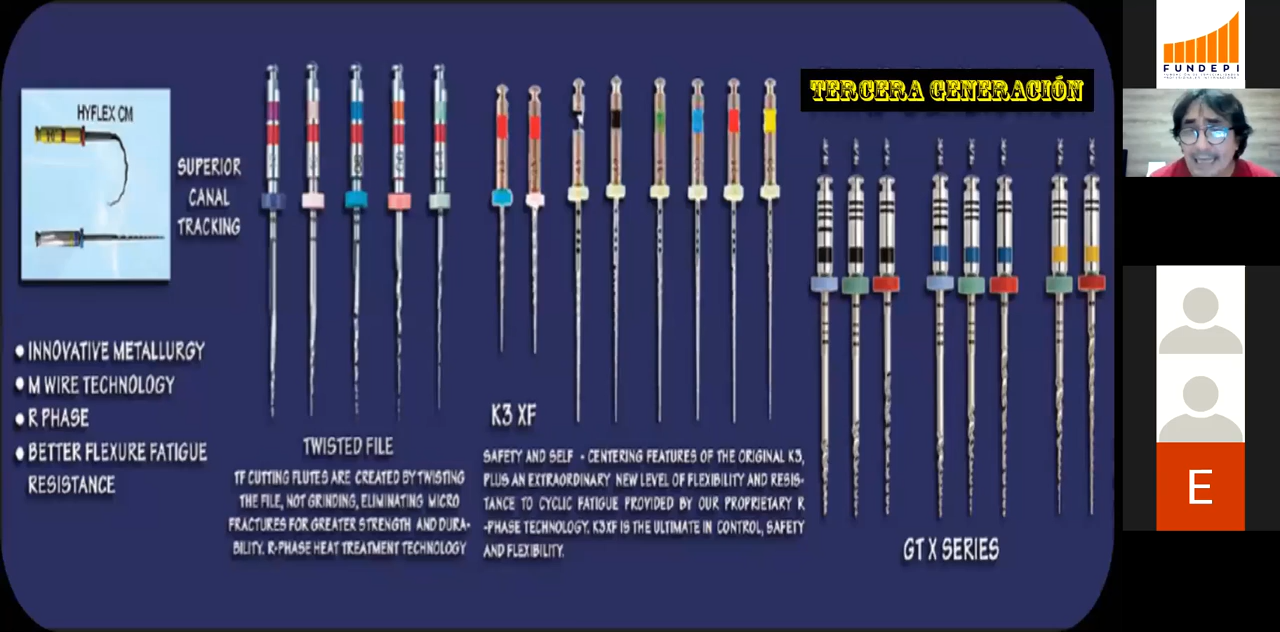 TERCERA GENERACIÓN
HYFLEX CM
SUPERIOR
CANAL
TRACKING
• INNOVATIVE METALLURGY
• M WIRE TECHNOLOGY
• R PHASE
• BETTER FLEXURE FATIGUE
RESISTANCE
TWISTED FILE
TF CUTTING FLUTES ARE CREATED BY TWISTING
THE FILE, NOT GRINDING, ELIMINATING MICRO
FRACTURES FOR GREATER STRENGTH AND DURA-
BILITY. R-PHASE HEAT TREATMENT TECHNOLOGY
K3 XF
SAFETY AND SELF - CENTERING FEATURES OF THE ORIGINAL K3,
PLUS AN EXTRAORDINARY NEW LEVEL OF FLEXIBILITY AND RESIS-
TANCE TO CYCLIC FATIGUE PROVIDED BY OUR PROPRIETARY R
-PHASE TECHNOLOGY. K3XF IS THE ULTIMATE IN CONTROL, SAFETY
AND FLEXIBILITY.
GT X SERIES
FUNDEPI
E